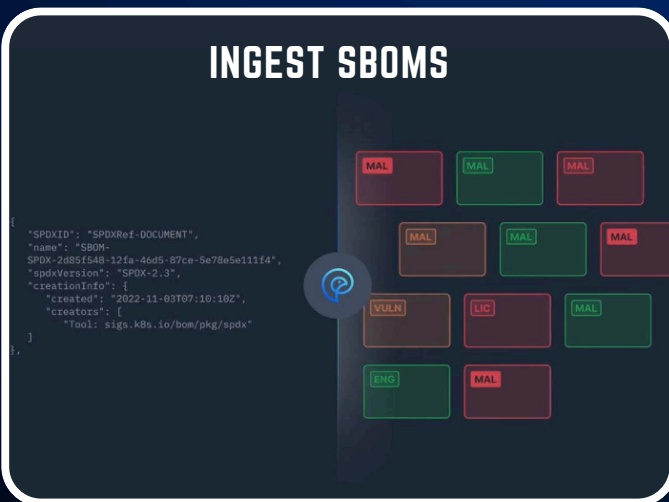 INGEST SBOMS
{
"SPDXID": "SPDXRef-DOCUMENT",
"name": "SBOM-
SPDX-2d85f548-12fa-46d5-87ce-5e78e5e111f4",
"spdxVersion": "SPDX-2.3",
"creationInfo": {
"created": "2022-11-03T07:10:10Z",
"creators": [
"Tool: sigs.k8s.io/bom/pkg/spdx"
]
},
MAL MAL MAL
MAL MAL MAL
VULN LIC MAL
ENG MAL